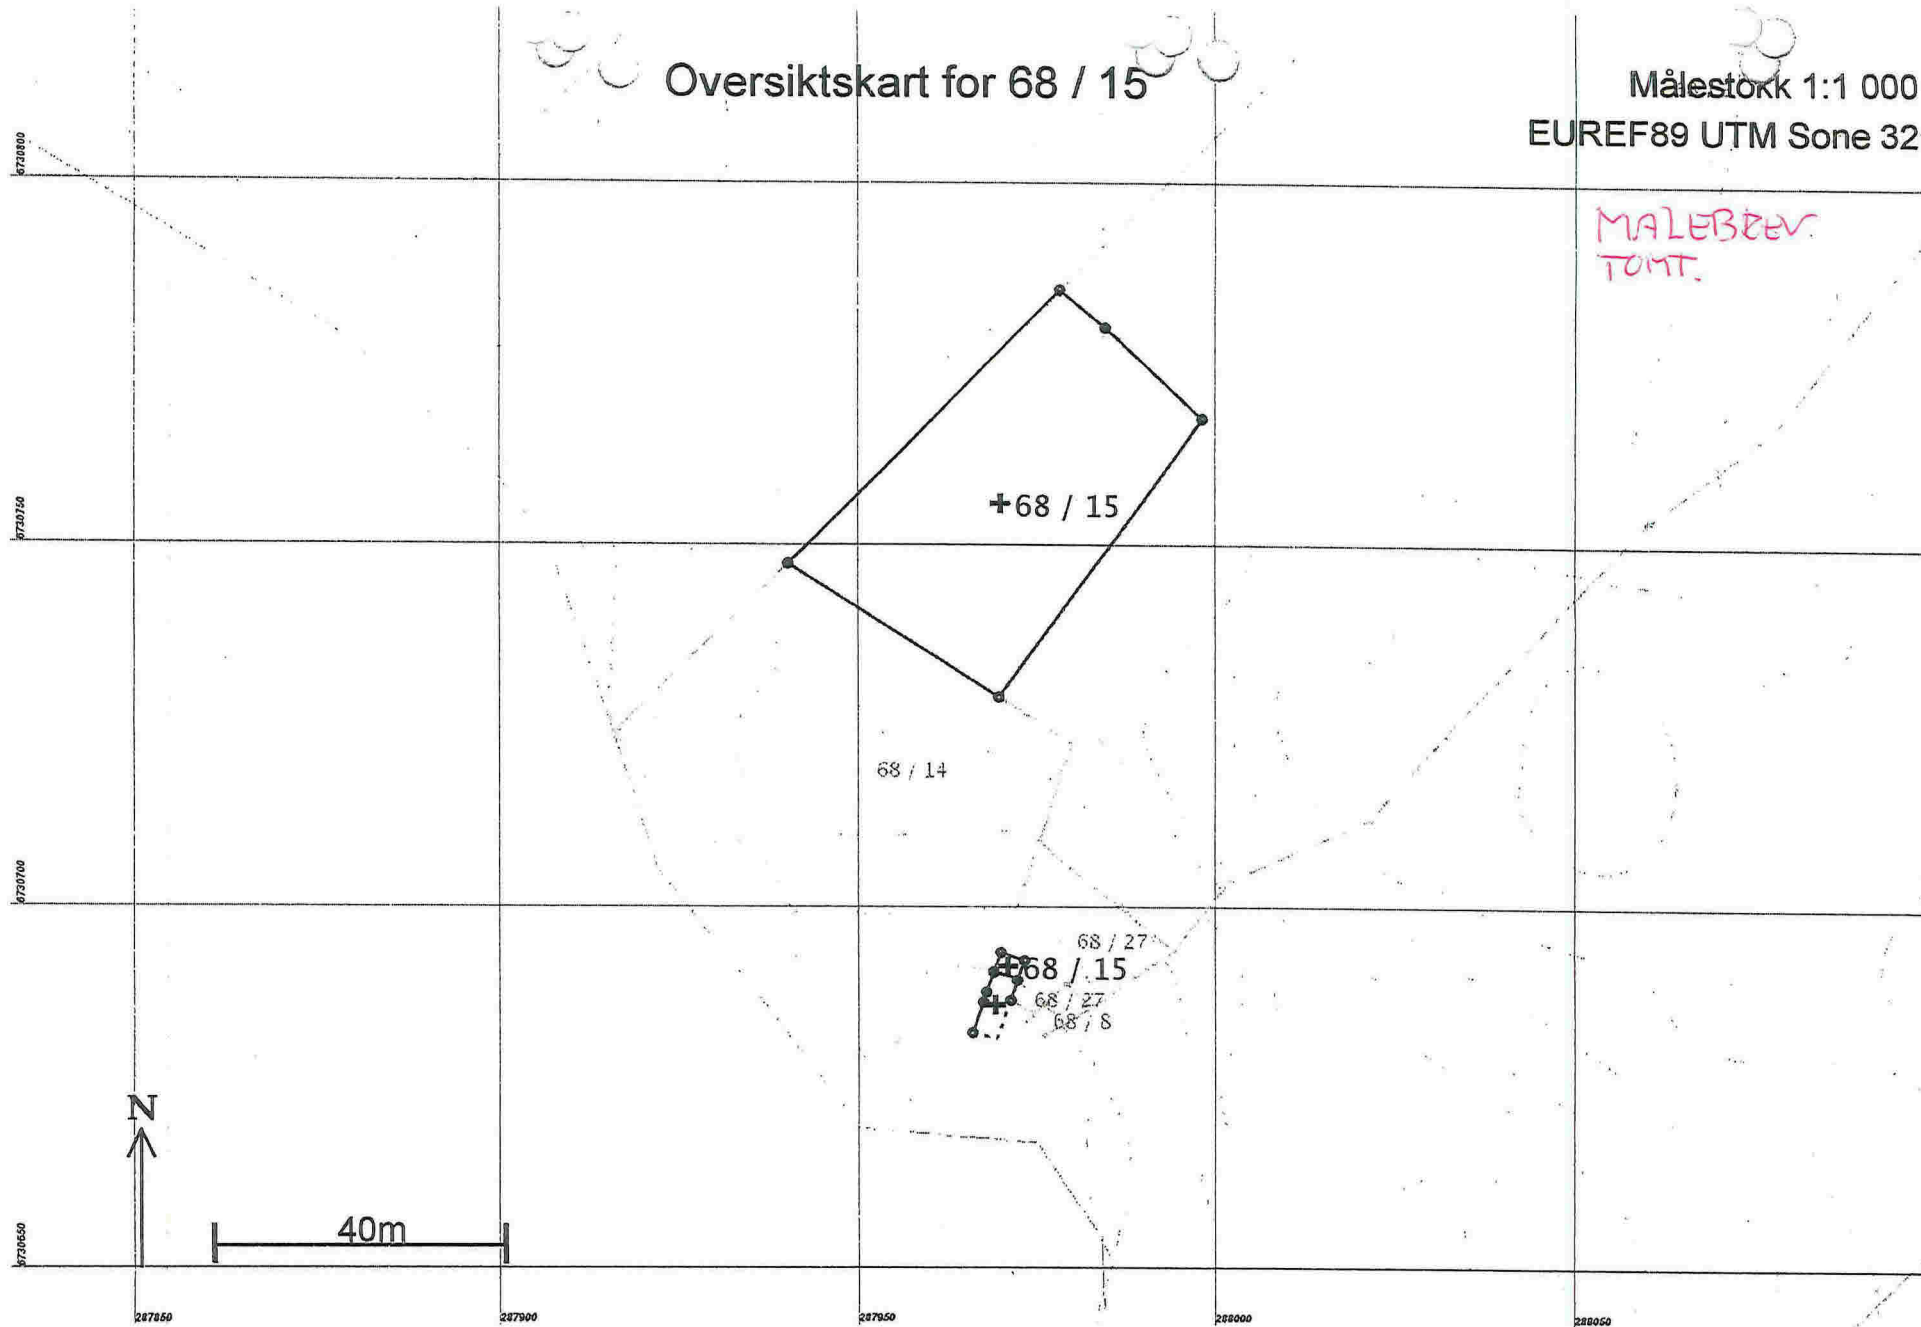 Oversiktskart for 68 / 15
Målestokk 1:1 000
EUREF89 UTM Sone 32
MALEBREV.
TOMT.
6730800
+68 / 15
6730750
68 / 14
6730700
68 / 27
+68 / 15
68 / 27
68 / 8
N
40m
6730650
287850
287900
287950
288000
288050